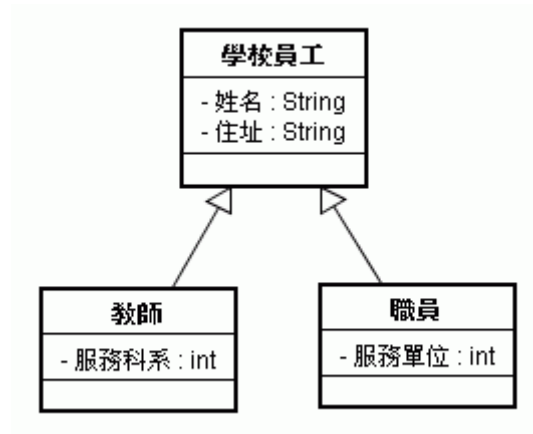 學校員工
- 姓名 : String
- 住址 : String
教師
- 服務科系 : int
職員
- 服務單位 : int